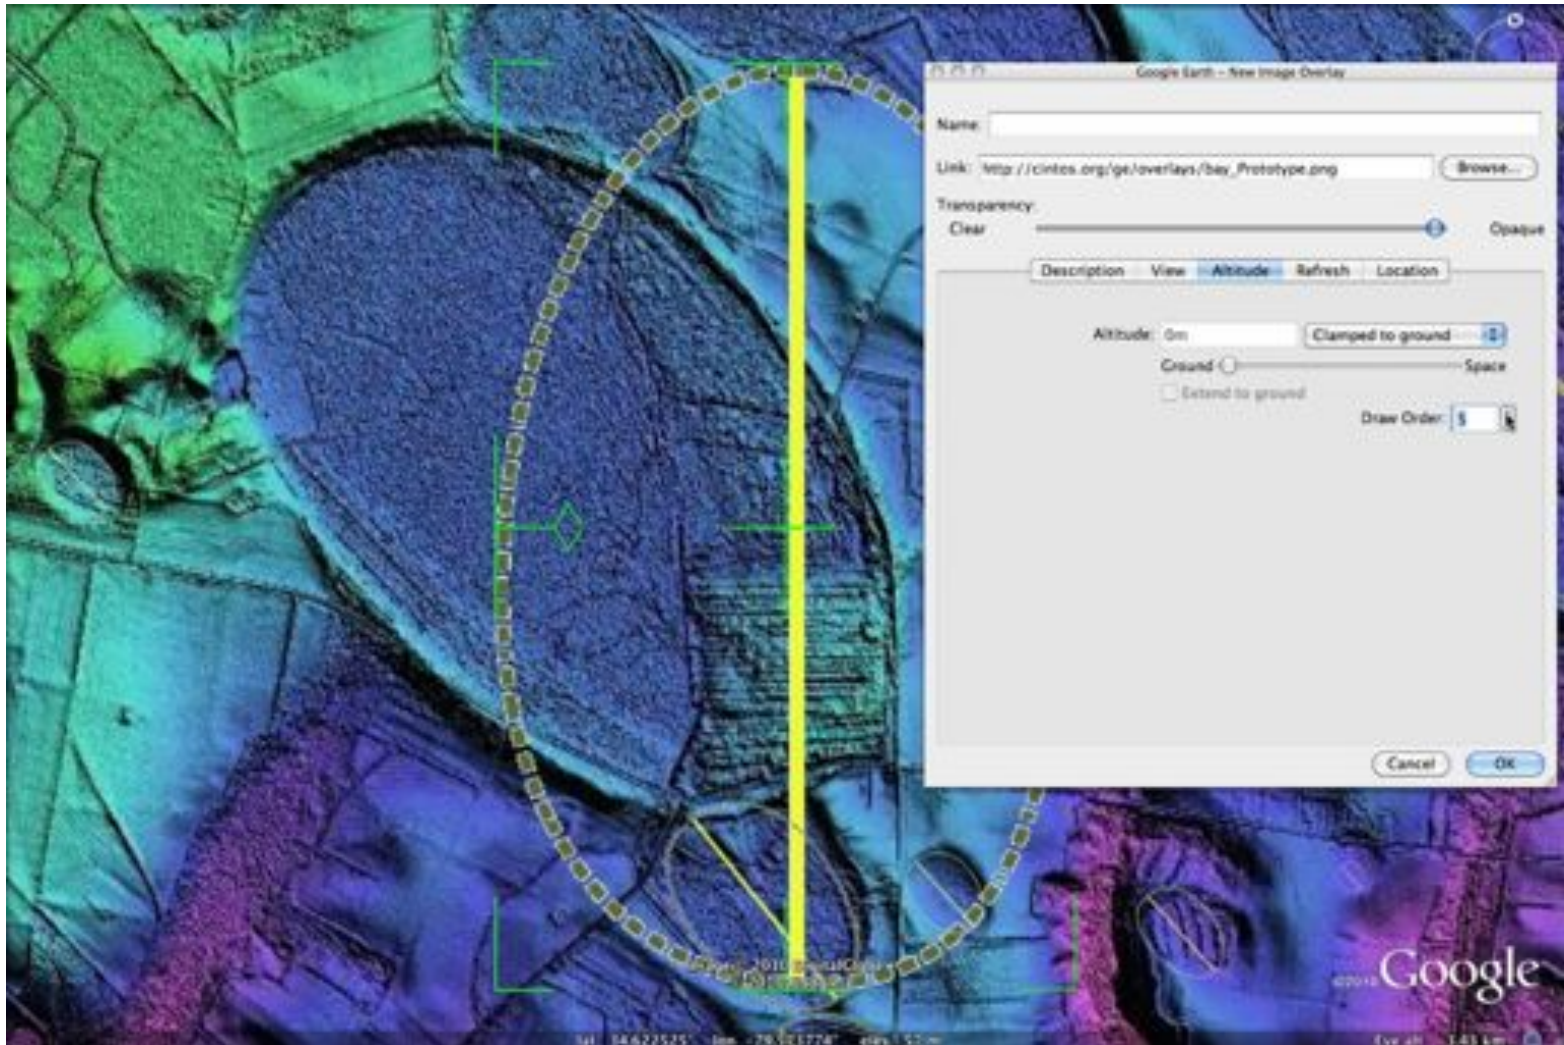 Google Earth - New Image Overlay
Name:
Link: http://cintos.org/ge/overlays/bay_Prototype.png Browse...
Transparency:
Clear Opaque
Description View Altitude Refresh Location
Altitude: 0m Clamped to ground
Ground Space
Extend to ground
Draw Order: 5
Cancel OK
Google